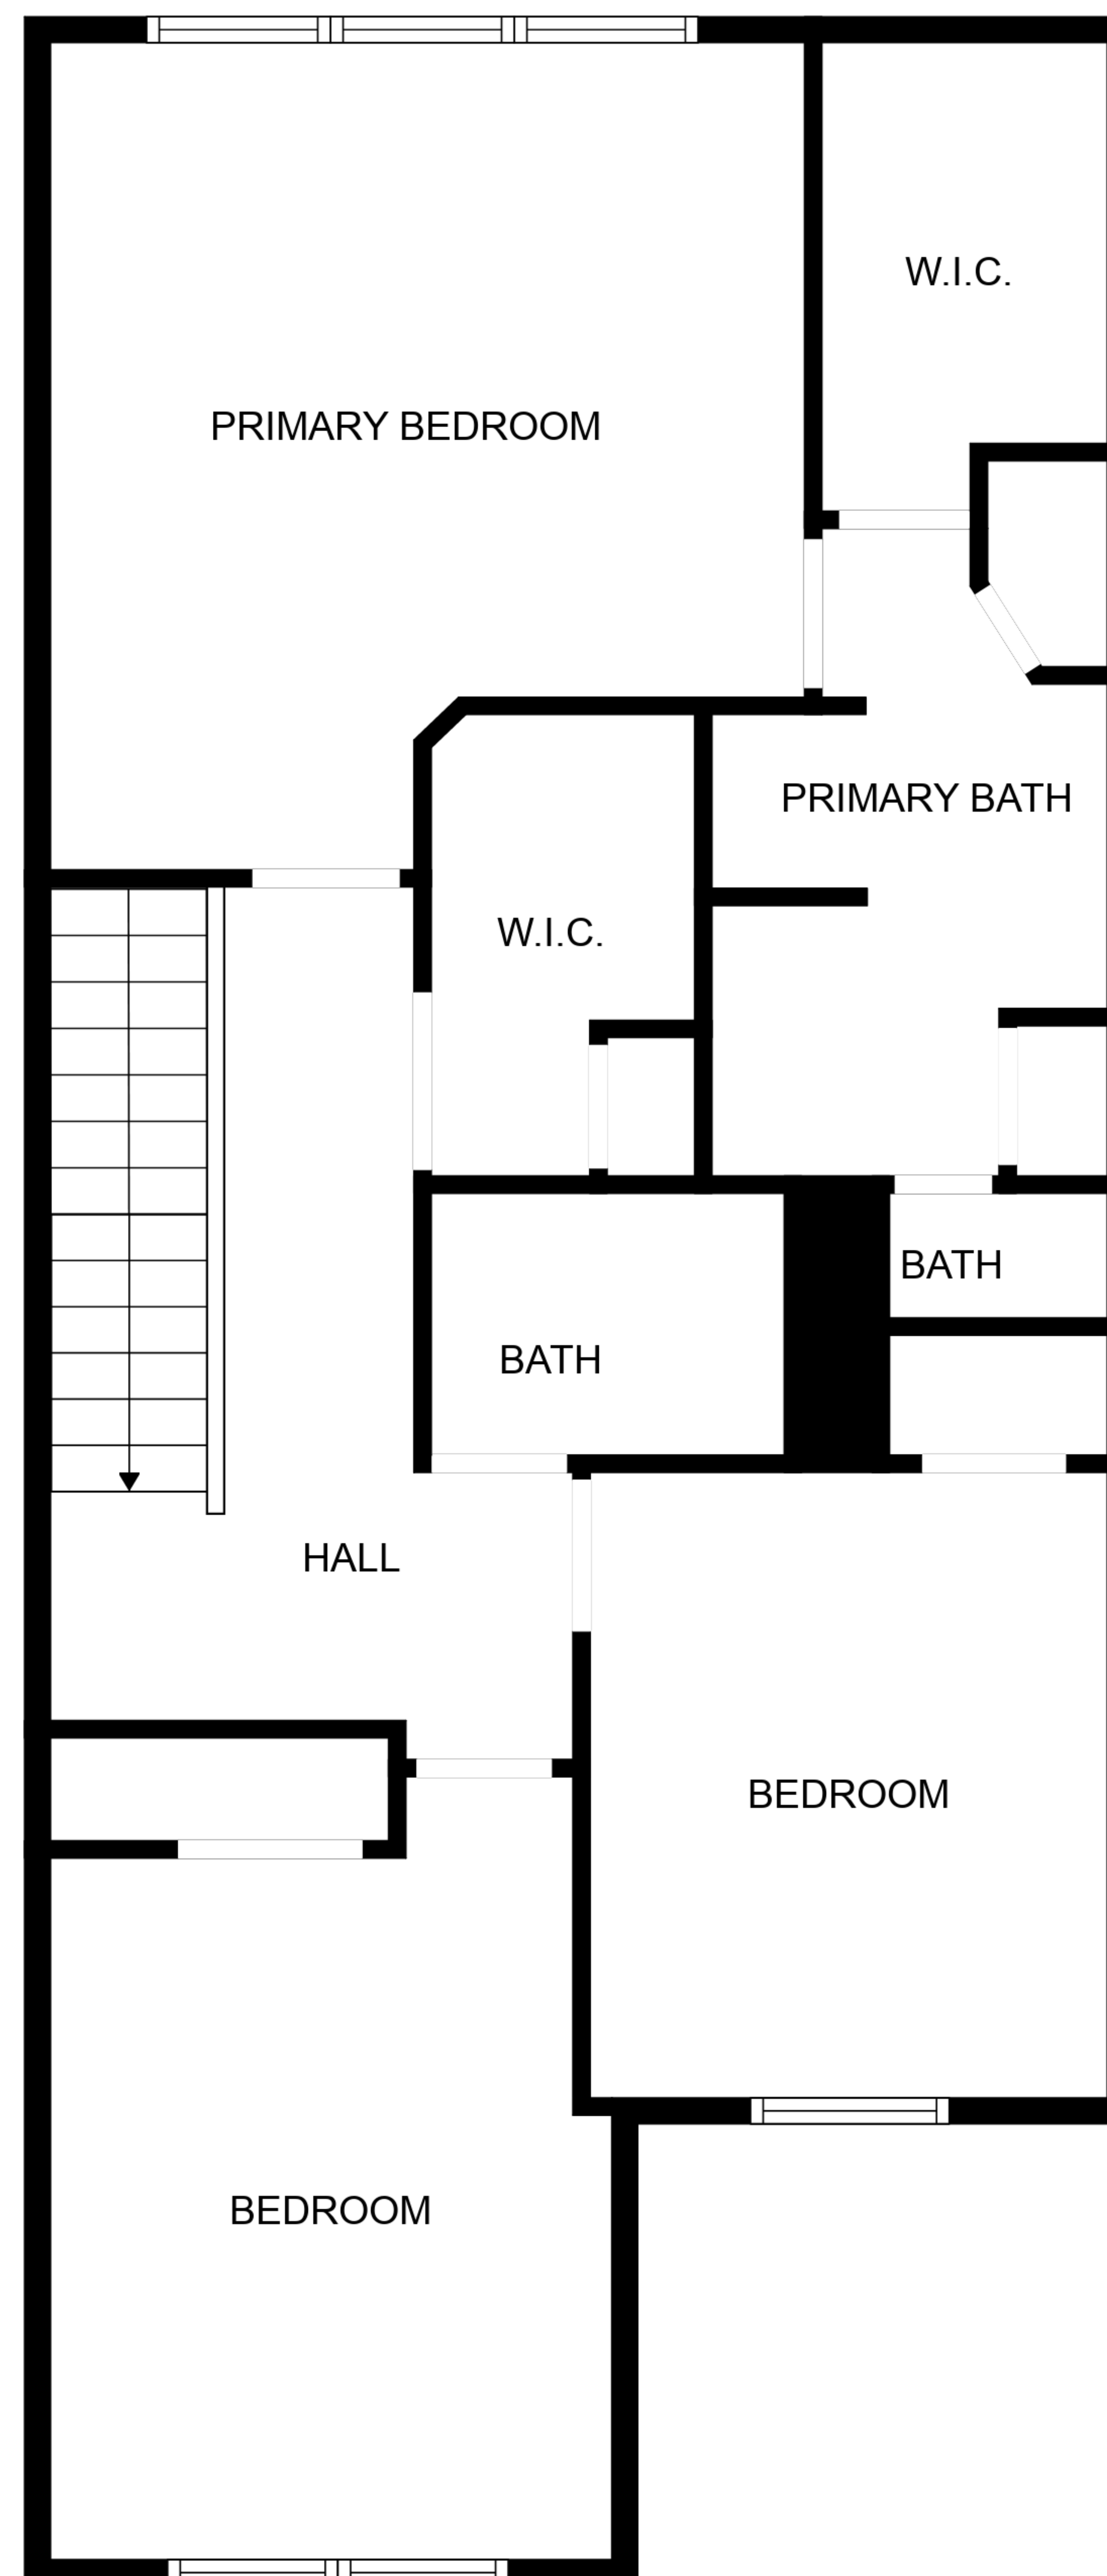 W.I.C.
PRIMARY BEDROOM
PRIMARY BATH
W.I.C.
BATH
BATH
HALL
BEDROOM
BEDROOM